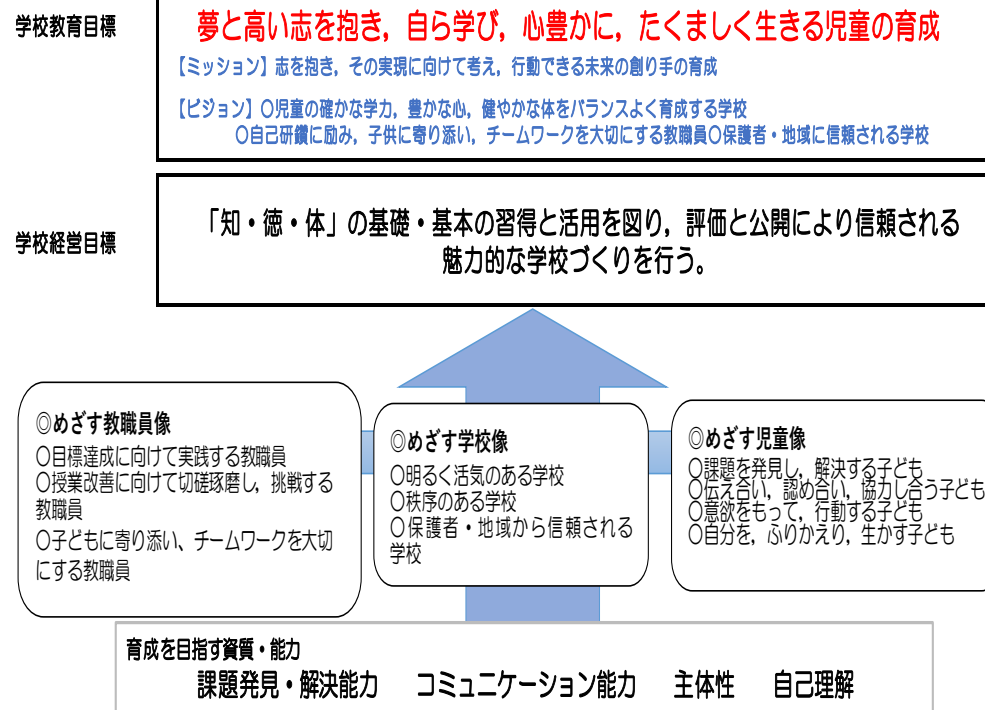 学校教育目標
夢と高い志を抱き，自ら学び，心豊かに，たくましく生きる児童の育成
【ミッション】志を抱き，その実現に向けて考え，行動できる未来の創り手の育成
【ビジョン】〇児童の確かな学力，豊かな心，健やかな体をバランスよく育成する学校
〇自己研鑽に励み，子供に寄り添い，チームワークを大切にする教職員〇保護者・地域に信頼される学校
学校経営目標
「知・徳・体」の基礎・基本の習得と活用を図り，評価と公開により信頼される
魅力的な学校づくりを行う。
◎めざす教職員像
〇目標達成に向けて実践する教職員
〇授業改善に向けて切磋琢磨し，挑戦する
教職員
〇子どもに寄り添い、チームワークを大切
にする教職員
◎めざす学校像
〇明るく活気のある学校
〇秩序のある学校
〇保護者・地域から信頼される
学校
◎めざす児童像
〇課題を発見し，解決する子ども
〇伝え合い，認め合い，協力し合う子ども
〇意欲をもって，行動する子ども
〇自分を，ふりかえり，生かす子ども
育成を目指す資質・能力
課題発見・解決能力　コミュニケーション能力　主体性　自己理解